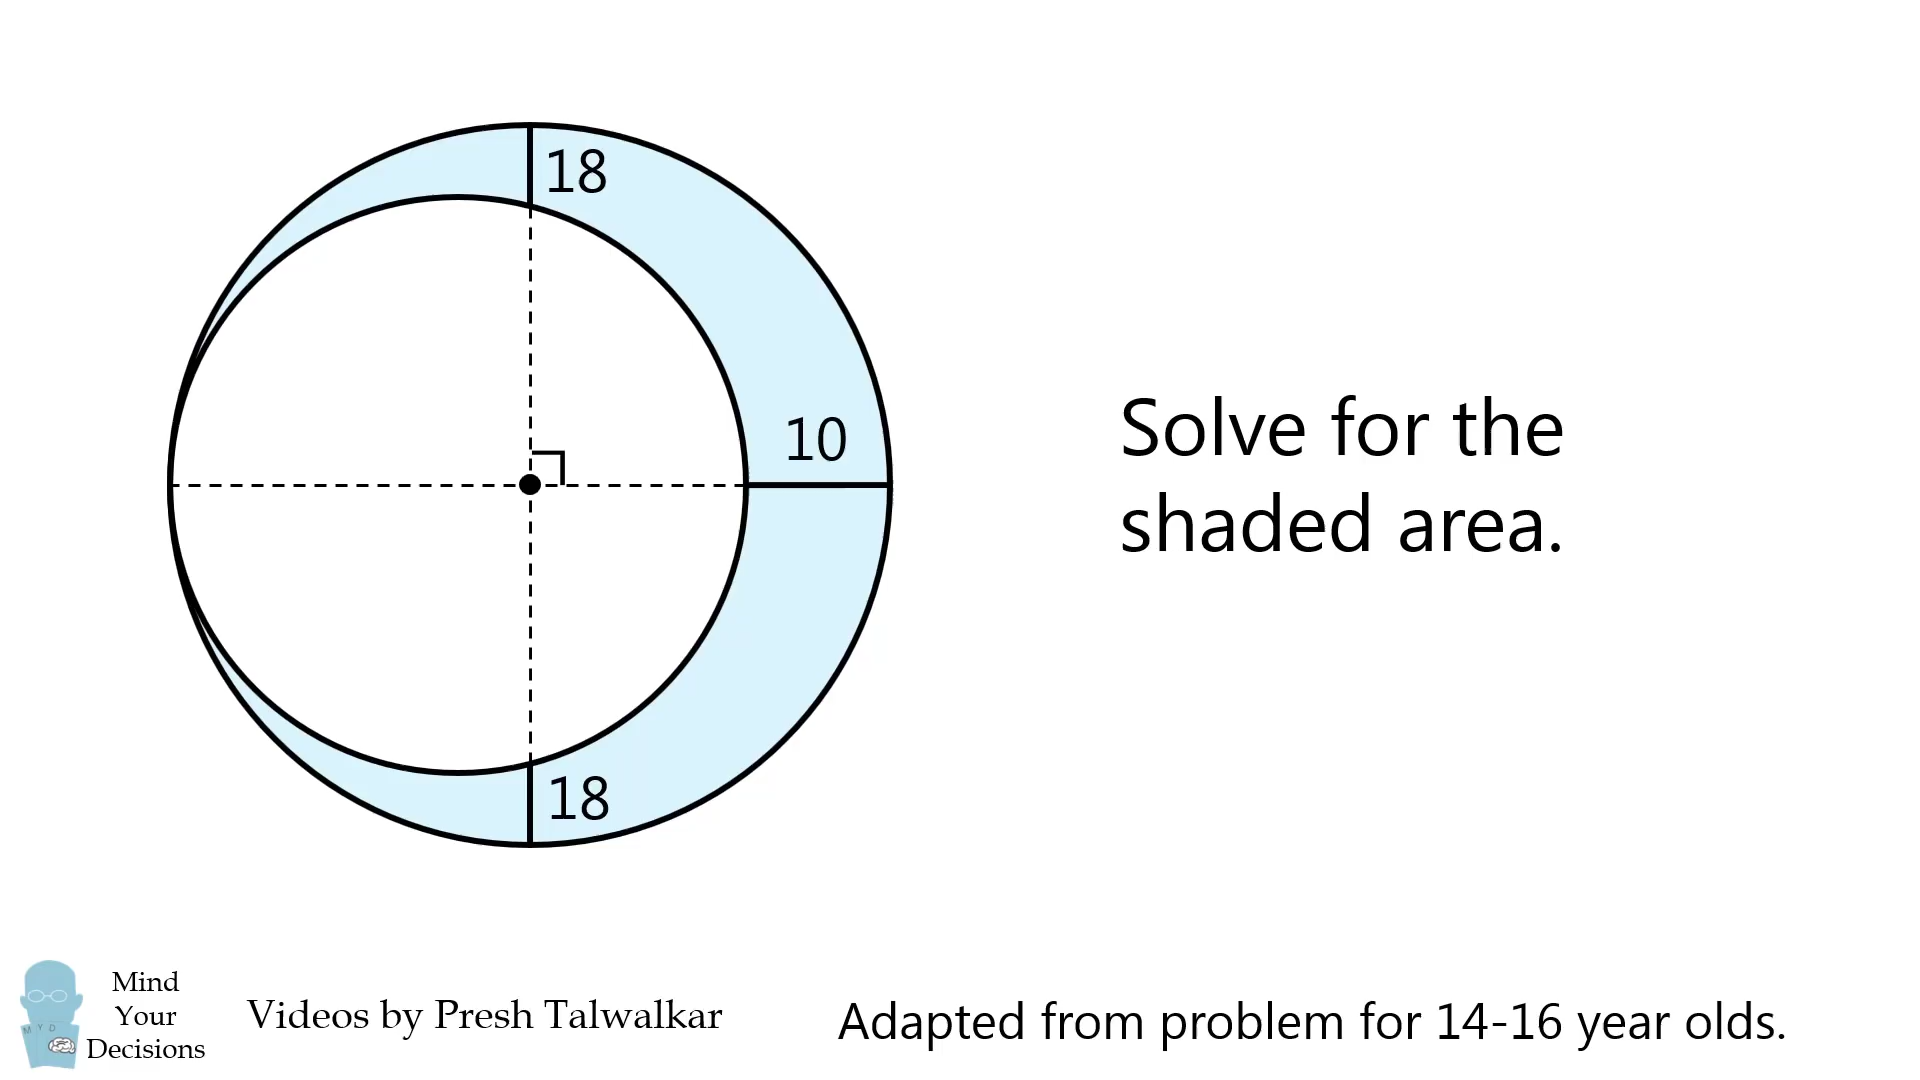 18
10
18
Solve for the
shaded area.
M Y D
Mind
Your
Decisions
Videos by Presh Talwalkar
Adapted from problem for 14-16 year olds.